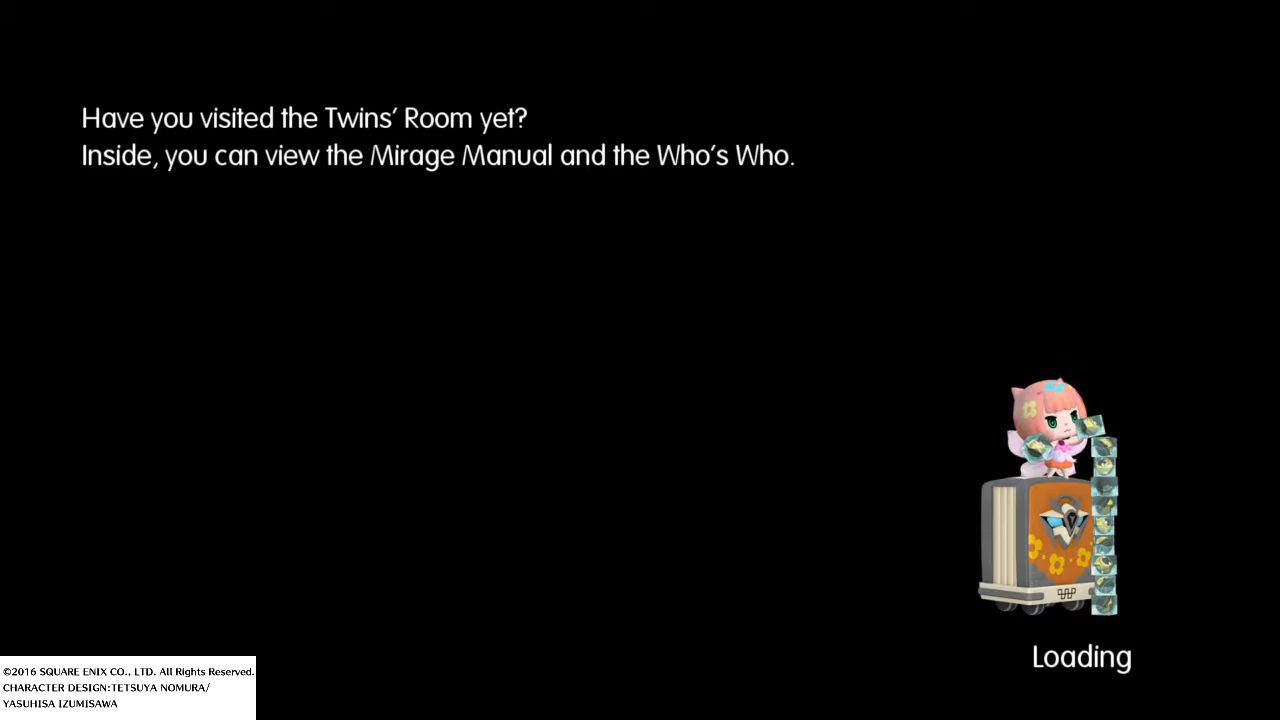 Have you visited the Twins' Room yet?
Inside, you can view the Mirage Manual and the Who's Who.
Loading
©2016 SQUARE ENIX CO., LTD. All Rights Reserved.
CHARACTER DESIGN:TETSUYA NOMURA/
YASUHISA IZUMISAWA